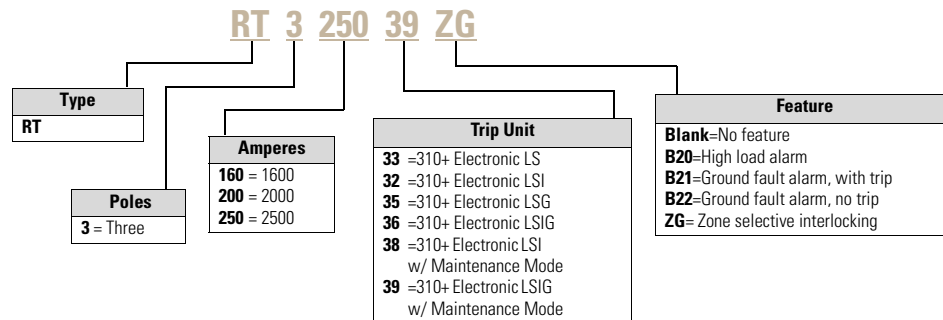 RT 3 250 39 ZG
Type
RT
Poles
3 = Three
Amperes
160 = 1600
200 = 2000
250 = 2500
Trip Unit
33 =310+ Electronic LS
32 =310+ Electronic LSI
35 =310+ Electronic LSG
36 =310+ Electronic LSIG
38 =310+ Electronic LSI
w/ Maintenance Mode
39 =310+ Electronic LSIG
w/ Maintenance Mode
Feature
Blank=No feature
B20=High load alarm
B21=Ground fault alarm, with trip
B22=Ground fault alarm, no trip
ZG= Zone selective interlocking